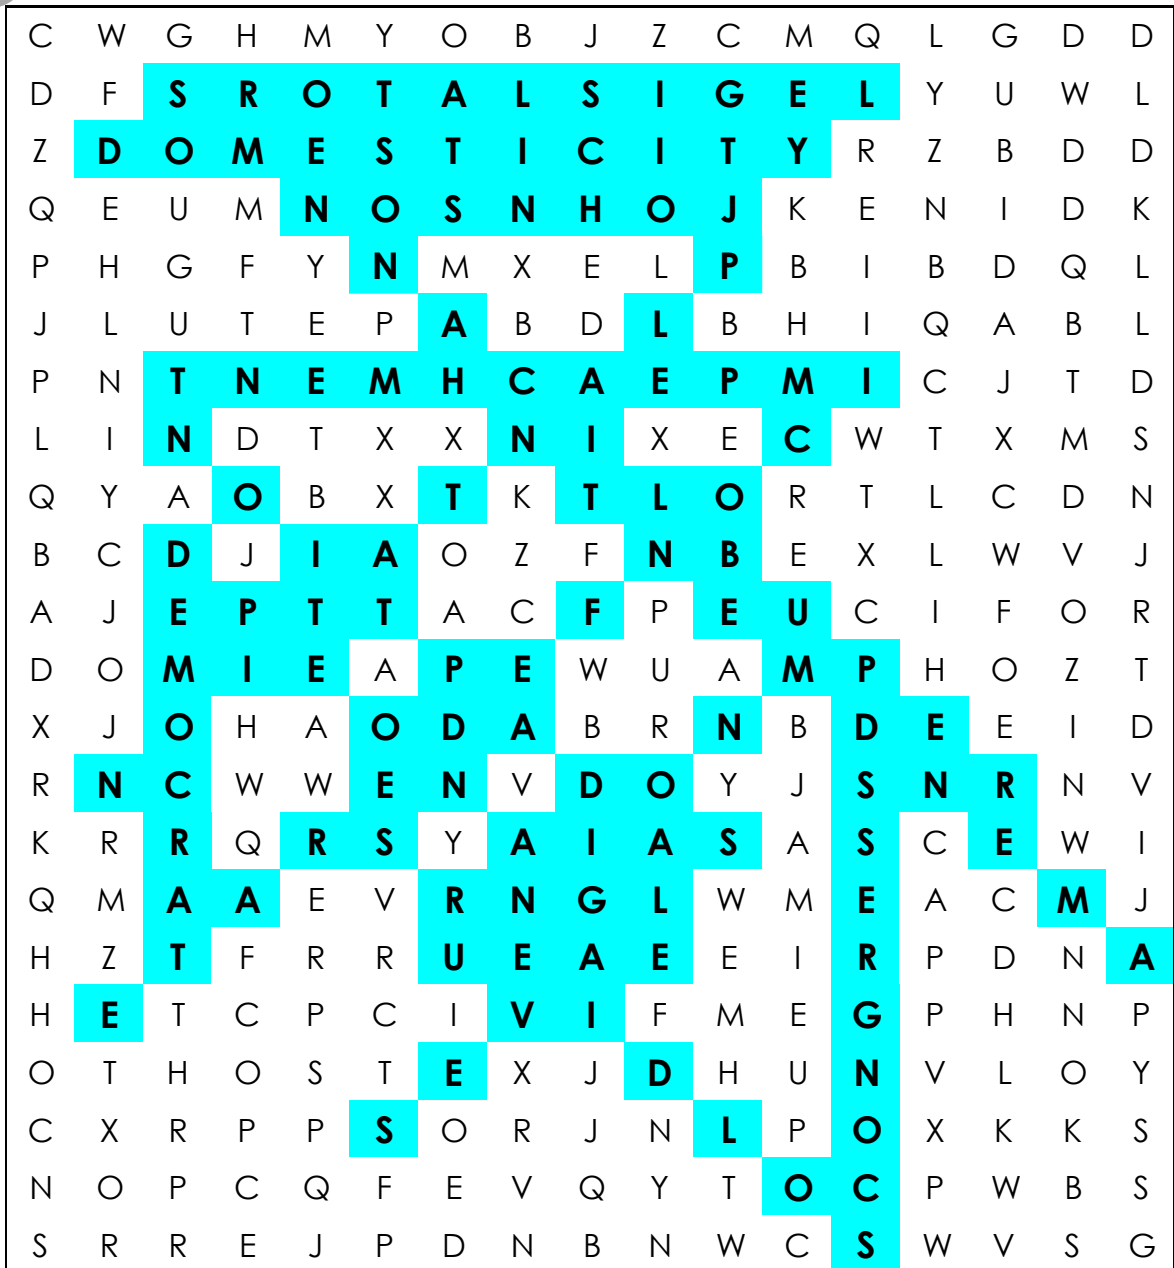 C W G H M Y O B J Z C M Q L G D D
D F S R O T A L S I G E L Y U W L
Z D O M E S T I C I T Y R Z B D D
Q E U M N O S N H O J K E N I D K
P H G F Y N M X E L P B I B D Q L
J L U T E P A B D L B H I Q A B L
P N T N E M H C A E P M I C J T D
L I N D T X X N I X E C W T X M S
Q Y A O B X T K T L O R T L C D N
B C D J I A O Z F N B E X L W V J
A J E P T T A C F P E U C I F O R
D O M I E A P E W U A M P H O Z T
X J O H A O D A B R N B D E E I D
R N C W W E N V D O Y J S N R N V
K R R Q R S Y A I A S A S C E W I
Q M A A E V R N G L W M E A C M J
H Z T F R R U E A E E I R P D N A
H E T C P C I V I F M E G P H N P
O T H O S T E X J D H U N V L O Y
C X R P P S O R J N L P O X K K S
N O P C Q F E V Q Y T O C P W B S
S R R E J P D N B N W C S W V S G